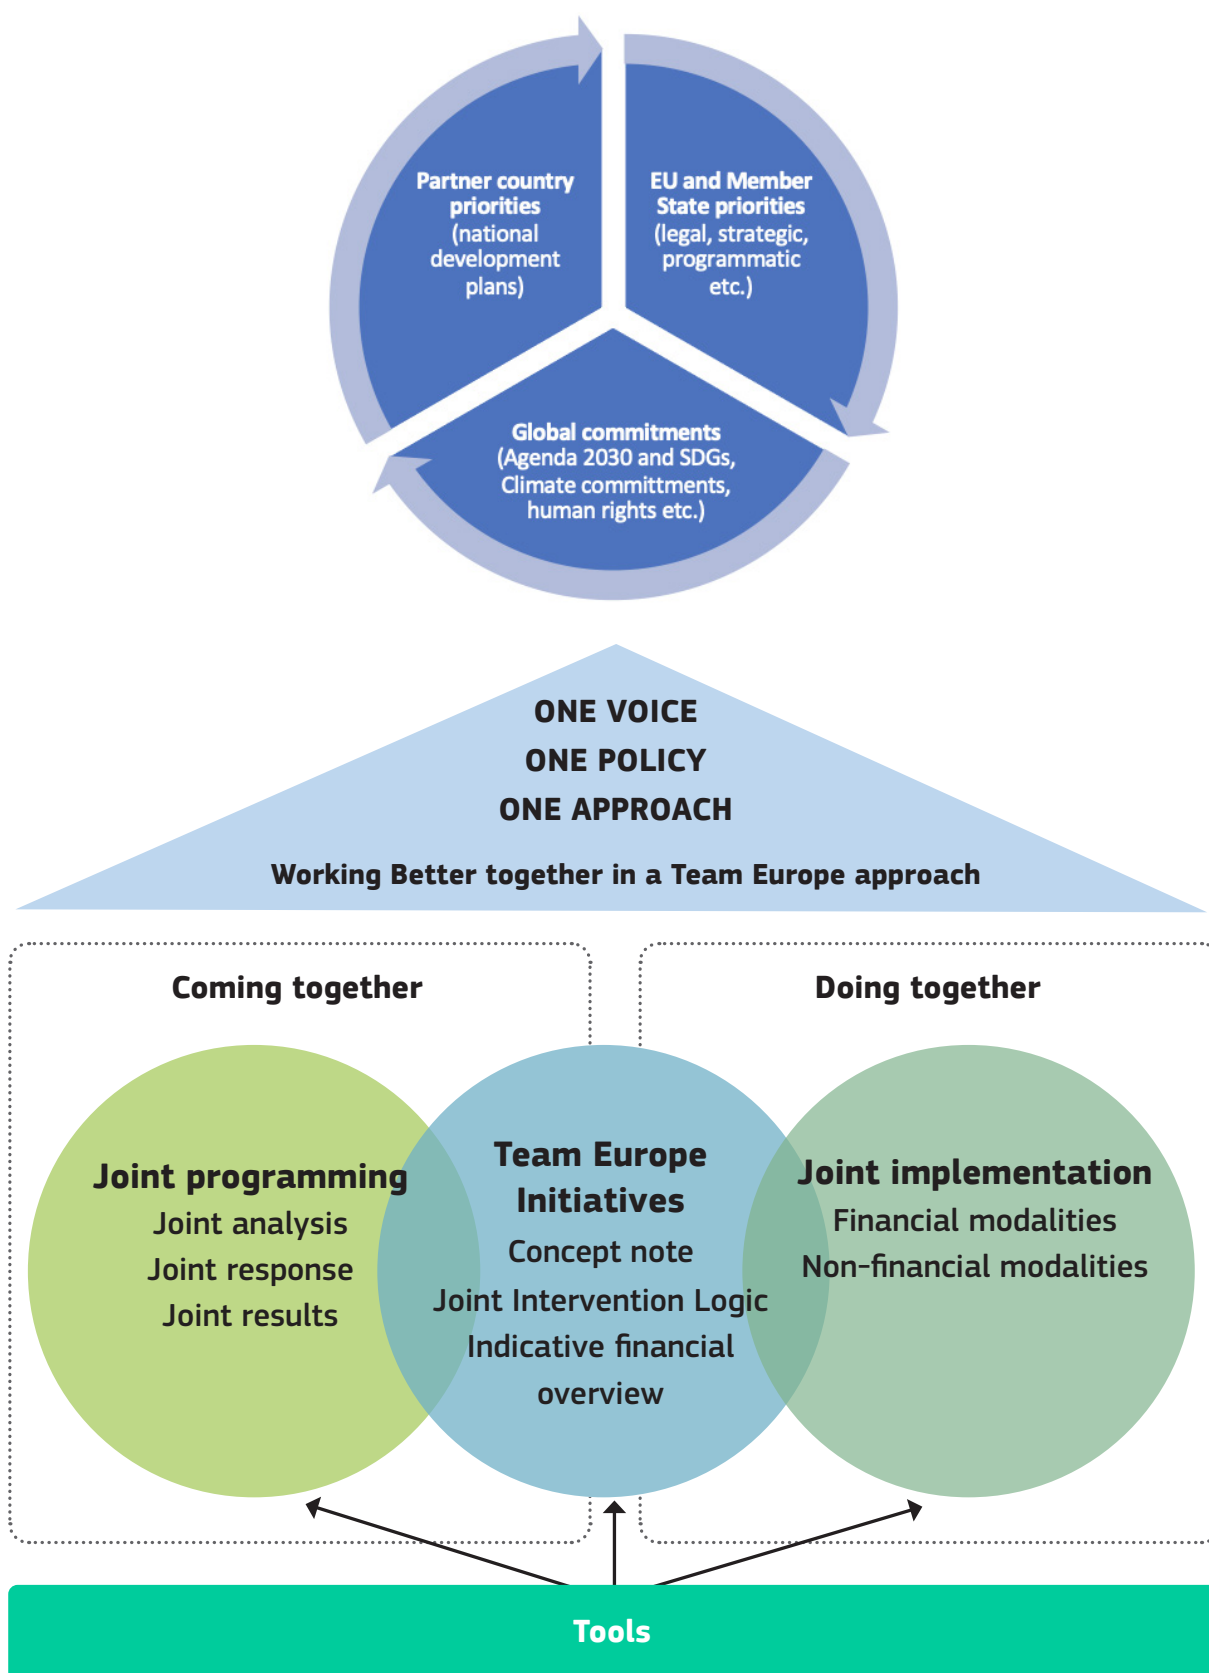 Partner country
priorities
(national
development
plans)
EU and Member
State priorities
(legal, strategic,
programmatic
etc.)
Global commitments
(Agenda 2030 and SDGs,
Climate committments,
human rights etc.)
ONE VOICE
ONE POLICY
ONE APPROACH
Working Better together in a Team Europe approach
Coming together
Doing together
Joint programming
Joint analysis
Joint response
Joint results
Team Europe
Initiatives
Concept note
Joint Intervention Logic
Indicative financial
overview
Joint implementation
Financial modalities
Non-financial modalities
Tools